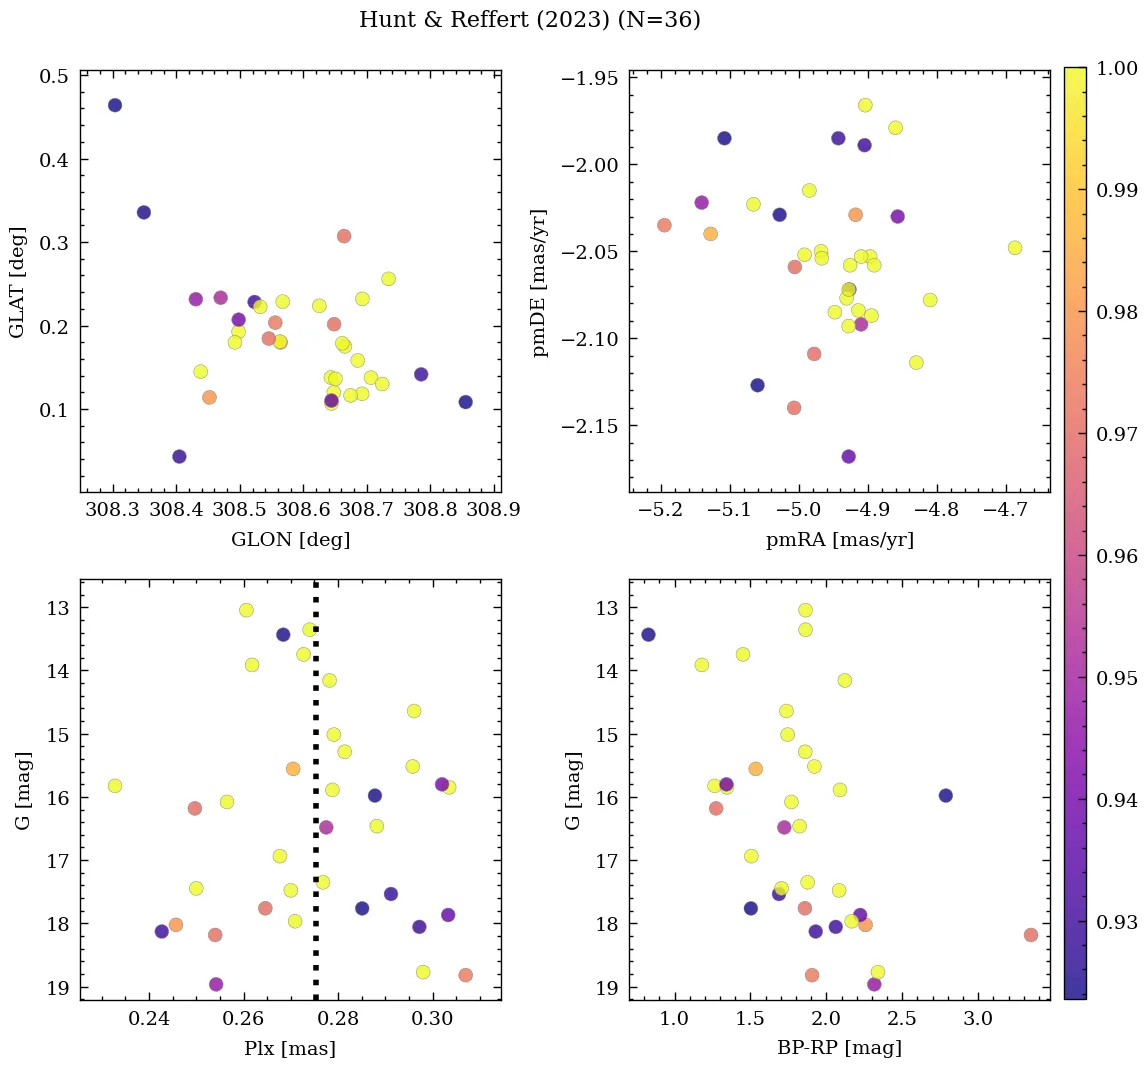 Hunt & Reffert (2023) (N=36)
0.5
0.4
0.3
0.2
0.1
GLAT [deg]
308.3 308.4 308.5 308.6 308.7 308.8 308.9
GLON [deg]
−1.95
−2.00
−2.05
−2.10
−2.15
pmDE [mas/yr]
−5.2 −5.1 −5.0 −4.9 −4.8 −4.7
pmRA [mas/yr]
1.00
0.99
0.98
0.97
0.96
0.95
0.94
0.93
13
14
15
16
17
18
19
G [mag]
0.24 0.26 0.28 0.30
Plx [mas]
13
14
15
16
17
18
19
G [mag]
1.0 1.5 2.0 2.5 3.0
BP-RP [mag]